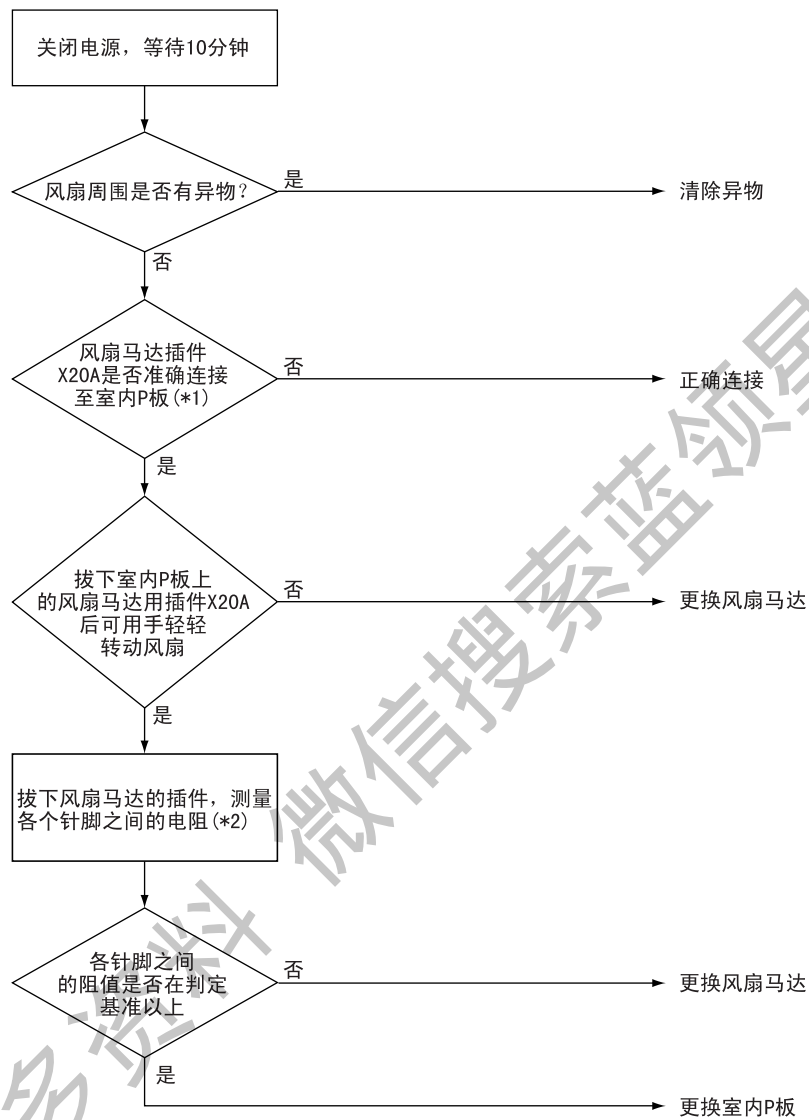 关闭电源，等待10分钟
风扇周围是否有异物？
是
清除异物
否
风扇马达插件
X20A是否准确连接
至室内P板(*1)
否
正确连接
是
拔下室内P板上
的风扇马达用插件X20A
后可用手轻轻
转动风扇
否
更换风扇马达
是
拔下风扇马达的插件，测量
各个针脚之间的电阻(*2)
各针脚之间
的阻值是否在判定
基准以上
否
更换风扇马达
是
更换室内P板
多资料 微信搜索蓝领星